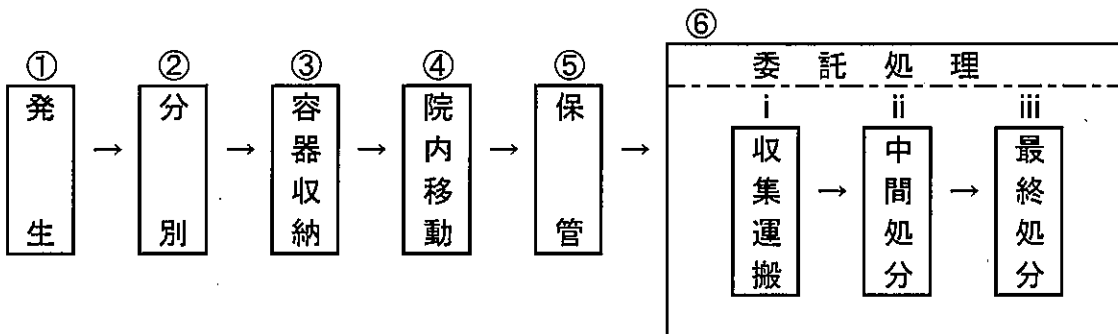 ① 発生
→
② 分別
→
③ 容器収納
→
④ 院内移動
→
⑤ 保管
→
⑥ 委託処理
i 収集運搬
→
ii 中間処分
→
iii 最終処分